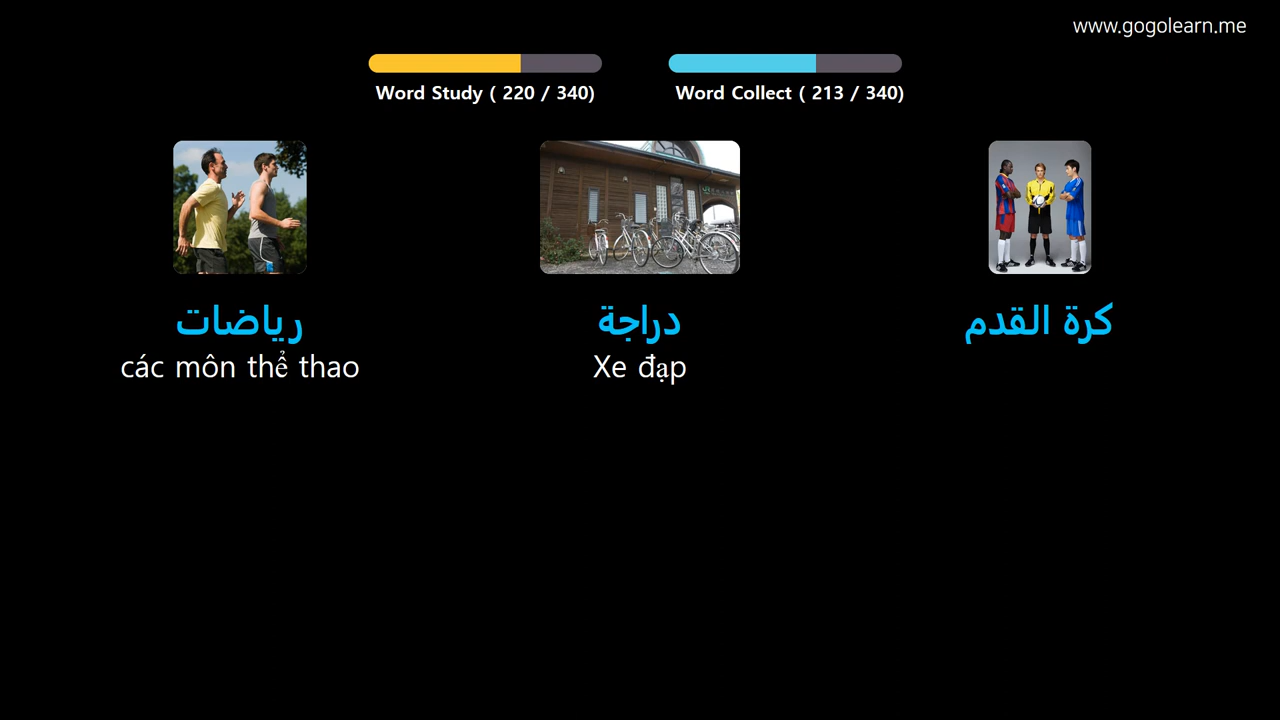 www.gogolearn.me
Word Study ( 220 / 340)
Word Collect ( 213 / 340)
رياضات
các môn thể thao
دراجة
Xe đạp
كرة القدم